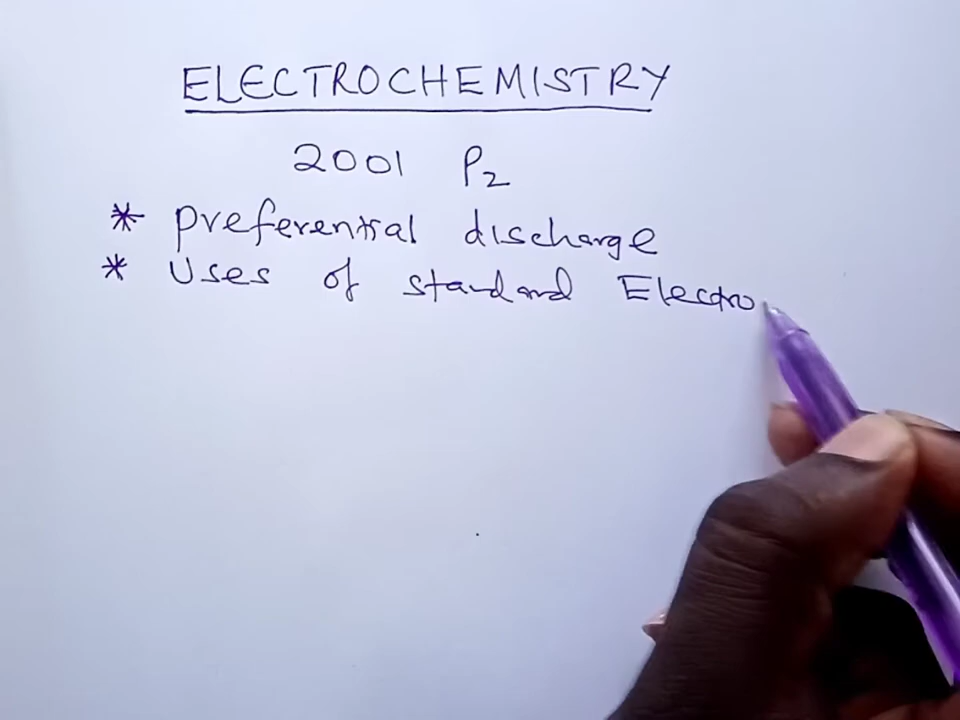 ELECTROCHEMISTRY
2001 P2
* preferential discharge
* Uses of standard Electro